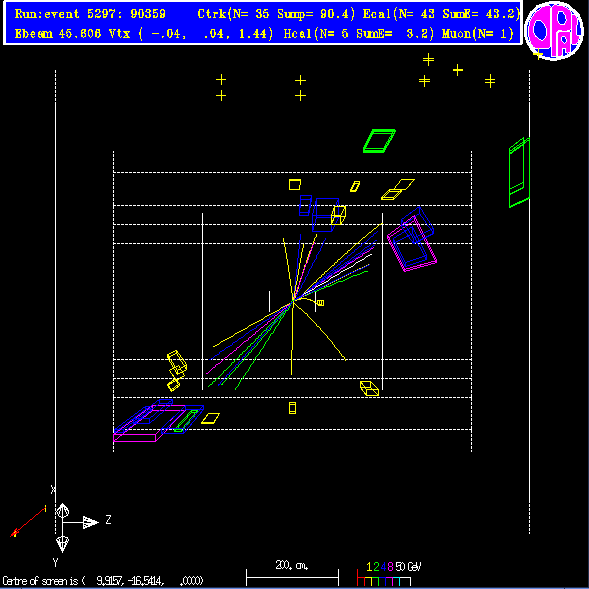 Run:event 5297: 90359 Ctrk(N= 35 Sump= 90.4) Ecal(N= 43 SumE= 43.2)
Ebeam 45.606 Vtx ( -.04, .04, 1.44) Hcal(N= 6 SumE= 3.2) Muon(N= 1)
OPAL
X
Z
Y
200. cm.
1 2 4 8 50 GeV
Centre of screen is ( 9.9157, -16.5414, .0000)